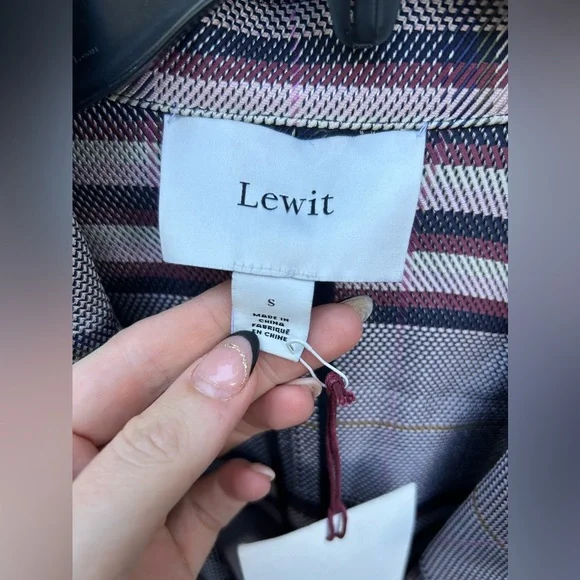 Lewit
S
MADE IN
CHINA
FABRIQUÉ
EN CHINE